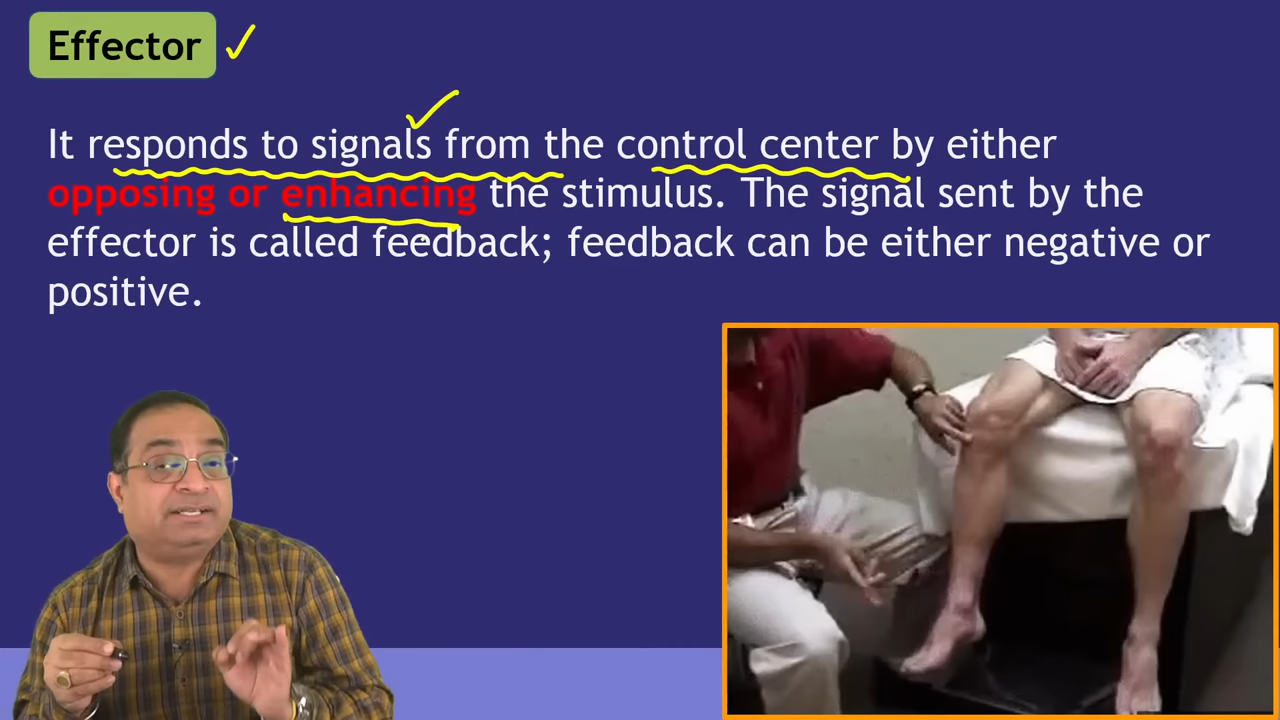 Effector
It responds to signals from the control center by either
opposing or enhancing the stimulus. The signal sent by the
effector is called feedback; feedback can be either negative or
positive.